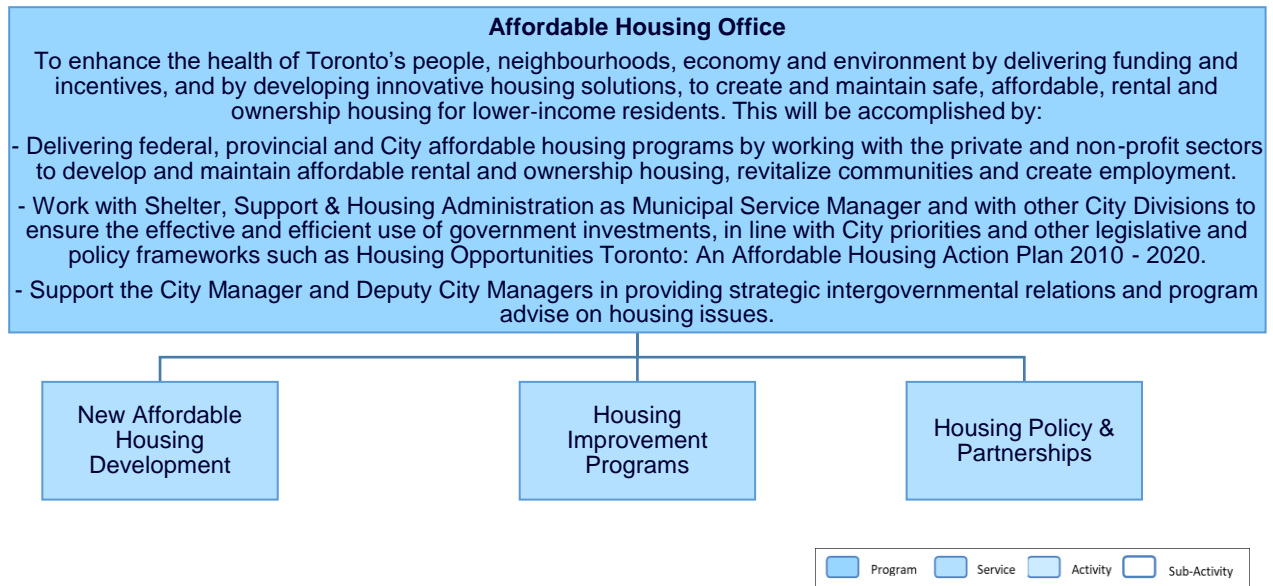 Affordable Housing Office
To enhance the health of Toronto's people, neighbourhoods, economy and environment by delivering funding and
incentives, and by developing innovative housing solutions, to create and maintain safe, affordable, rental and
ownership housing for lower-income residents. This will be accomplished by:
- Delivering federal, provincial and City affordable housing programs by working with the private and non-profit sectors
to develop and maintain affordable rental and ownership housing, revitalize communities and create employment.
- Work with Shelter, Support & Housing Administration as Municipal Service Manager and with other City Divisions to
ensure the effective and efficient use of government investments, in line with City priorities and other legislative and
policy frameworks such as Housing Opportunities Toronto: An Affordable Housing Action Plan 2010 - 2020.
- Support the City Manager and Deputy City Managers in providing strategic intergovernmental relations and program
advise on housing issues.
New Affordable
Housing
Development
Housing
Improvement
Programs
Housing Policy &
Partnerships
Program Service Activity Sub-Activity